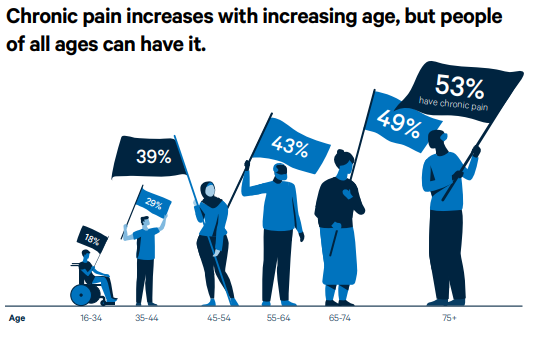 Chronic pain increases with increasing age, but people
of all ages can have it.
53%
have chronic pain
49%
43%
39%
29%
18%
Age 16-34 35-44 45-54 55-64 65-74 75+